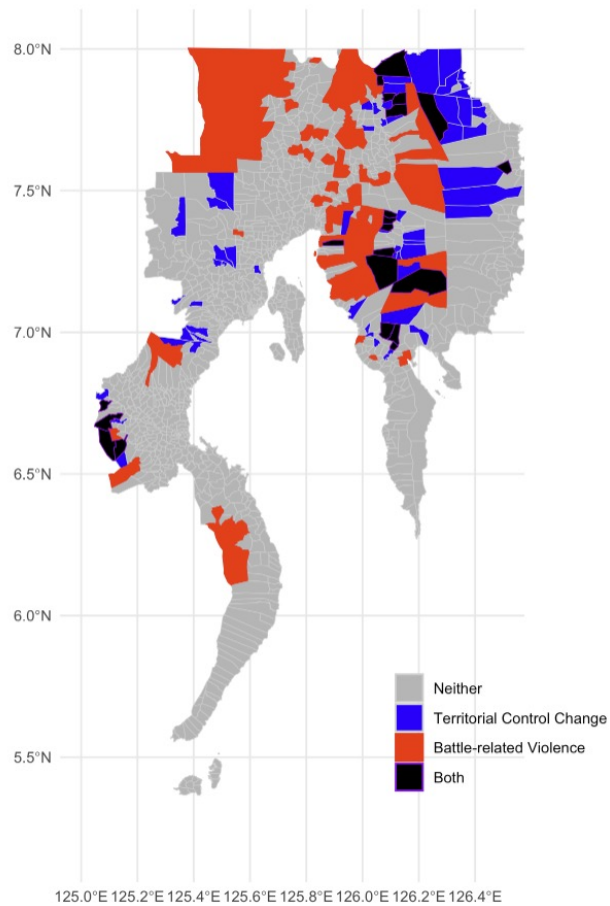 8.0°N
7.5°N
7.0°N
6.5°N
6.0°N
5.5°N
Neither
Territorial Control Change
Battle-related Violence
Both
125.0°E 125.2°E 125.4°E 125.6°E 125.8°E 126.0°E 126.2°E 126.4°E